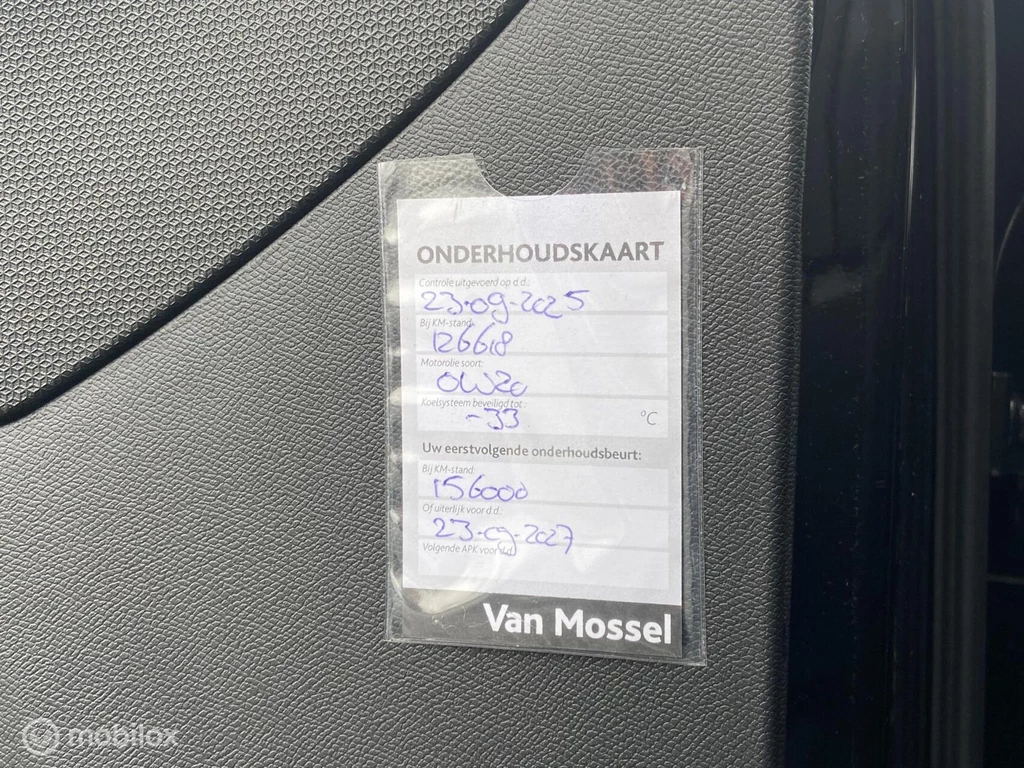 ONDERHOUDSKAART
Controle uitgevoerd op d.d.:
23-09-2025
Bij KM-stand:
126618
Motorolie soort:
0W20
Koelsysteem beveiligd tot:
-33 °C
Uw eerstvolgende onderhoudsbeurt:
Bij KM-stand:
156000
Of uiterlijk voor d.d.:
23-09-2027
Volgende APK voor d.d.:
Van Mossel
mobilox